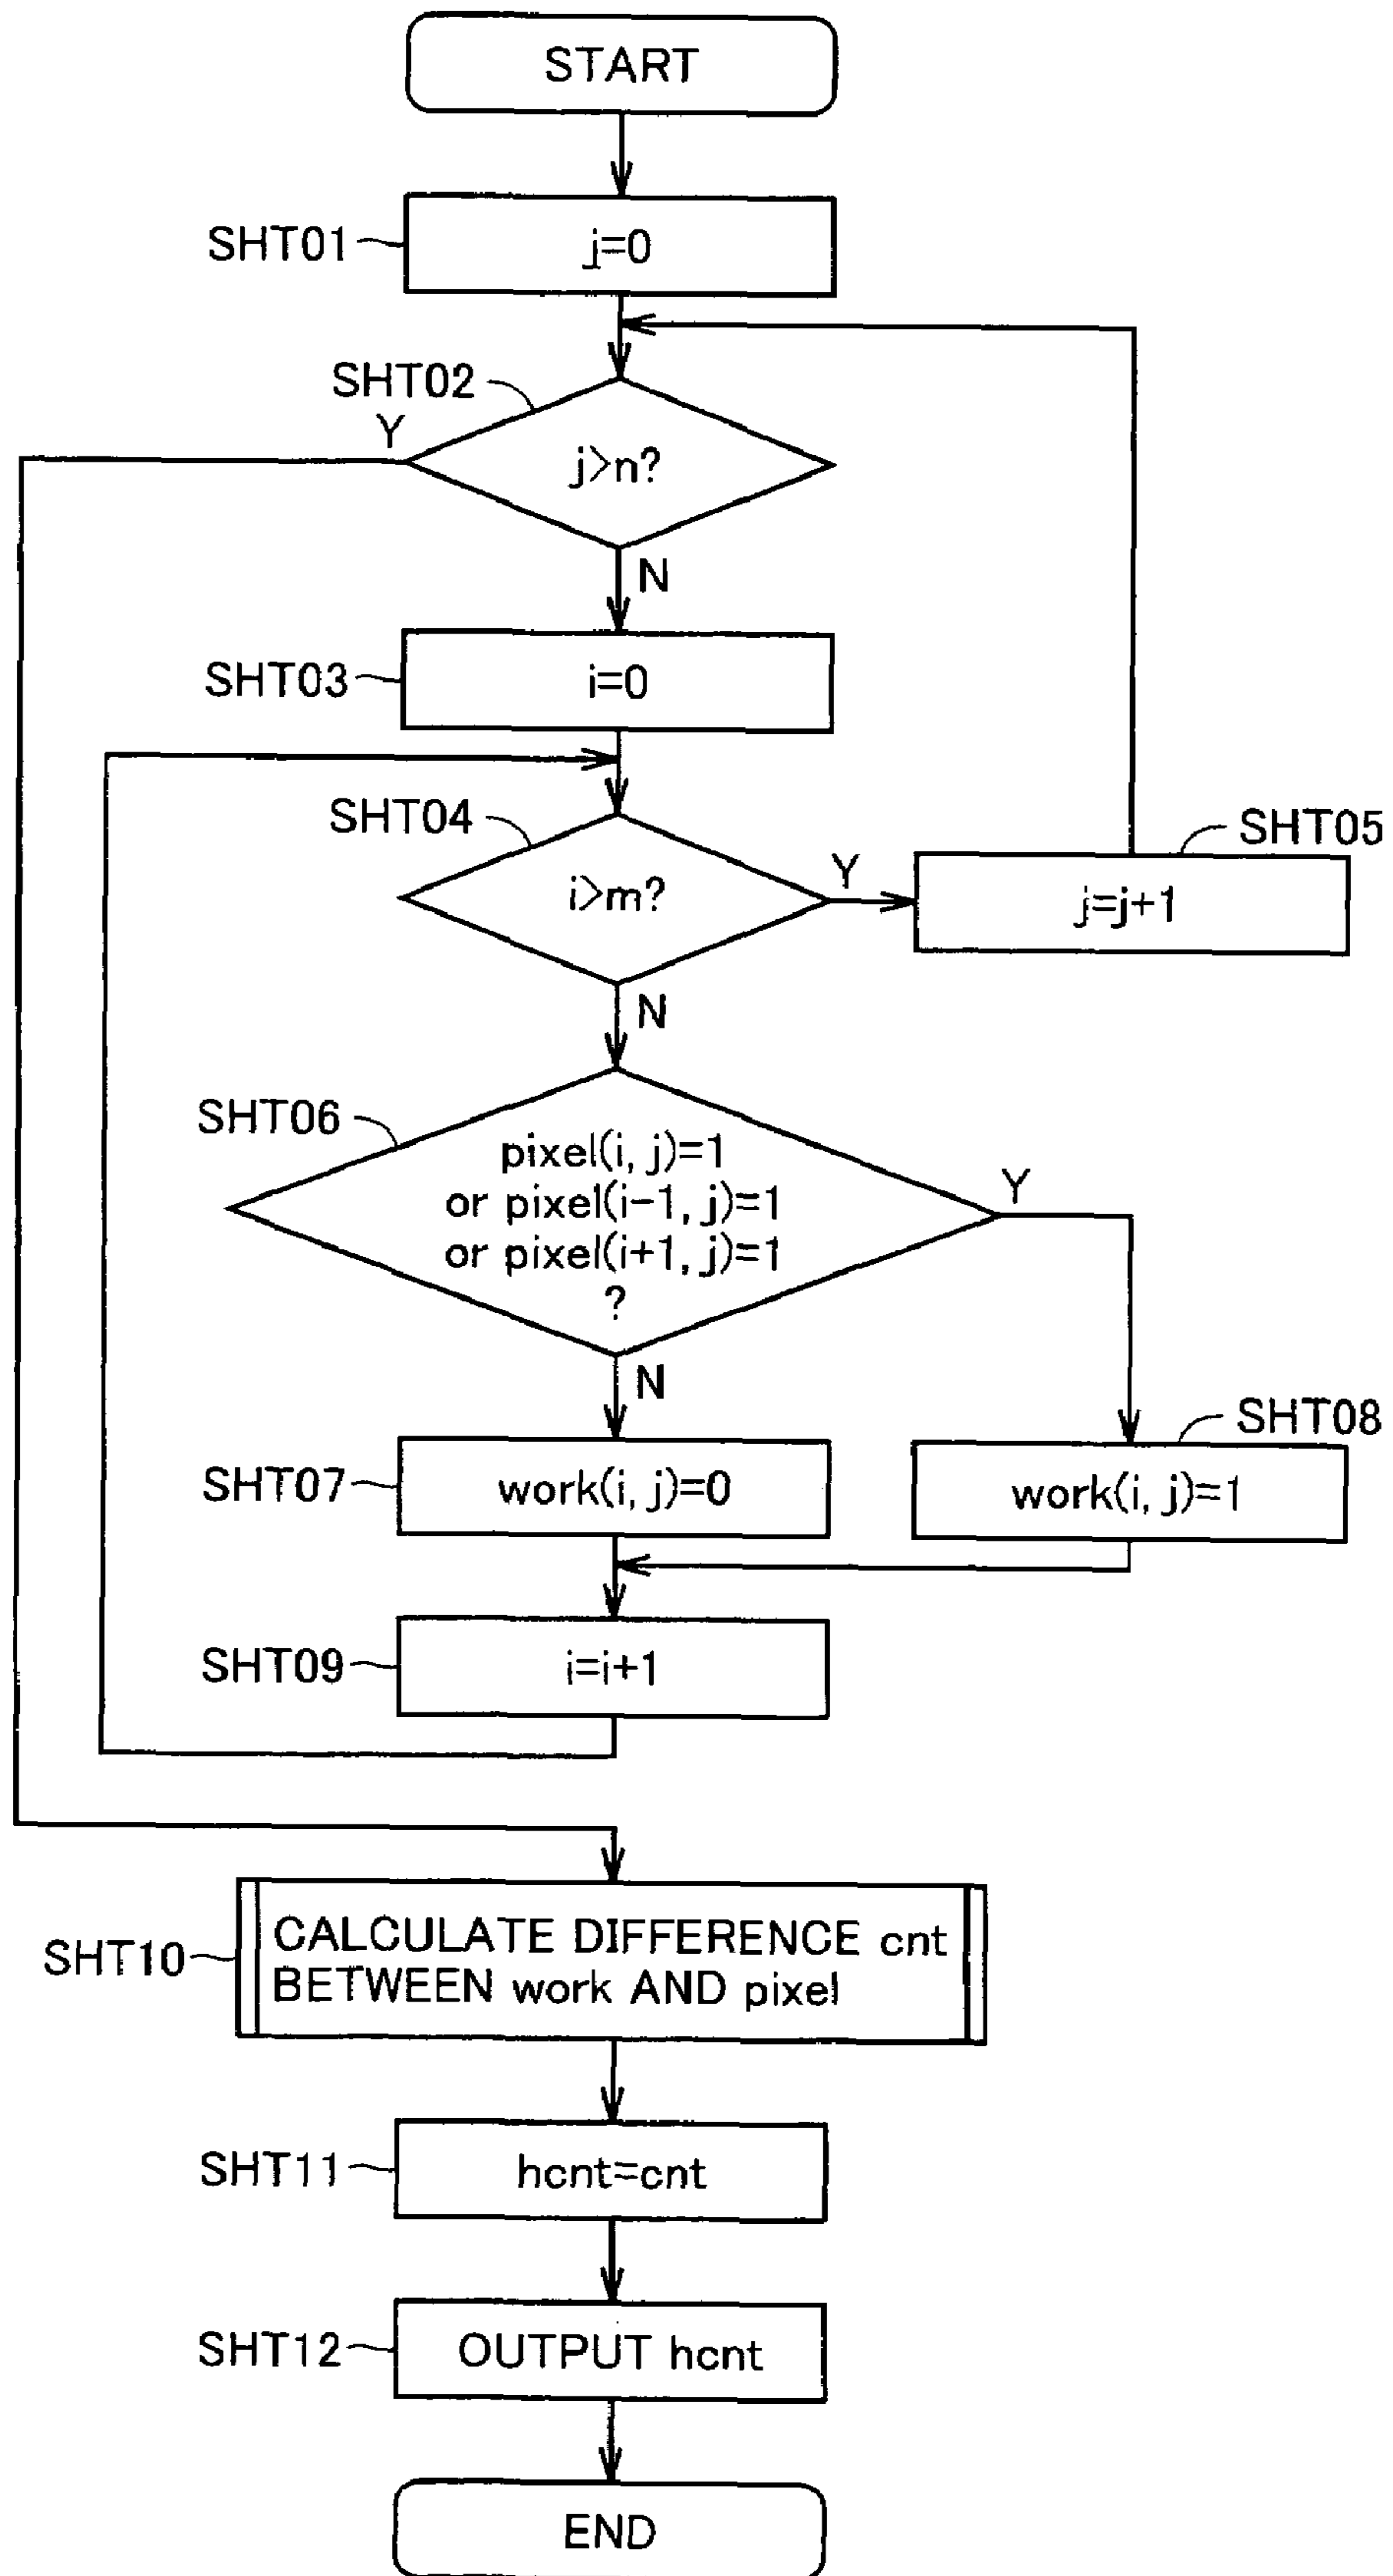 START
SHT01
j=0
SHT02
Y
j>n?
N
SHT03
i=0
SHT04
i>m?
Y
SHT05
j=j+1
N
SHT06
pixel(i, j)=1
or pixel(i-1, j)=1
or pixel(i+1, j)=1
?
Y
N
SHT07
work(i, j)=0
SHT08
work(i, j)=1
SHT09
i=i+1
SHT10
CALCULATE DIFFERENCE cnt
BETWEEN work AND pixel
SHT11
hcnt=cnt
SHT12
OUTPUT hcnt
END